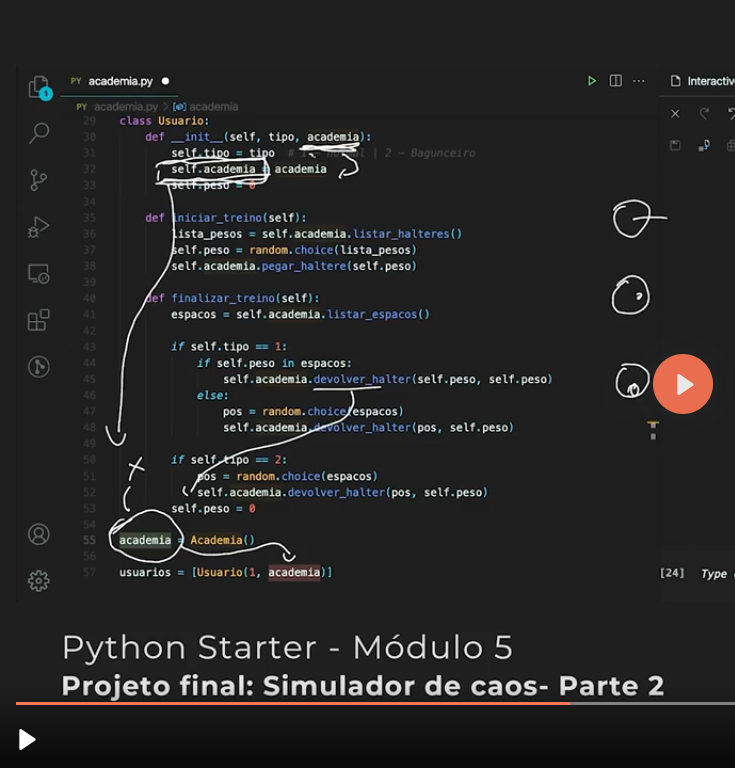 PY academia.py
Interactiv
PY academia.py > academia
29 class Usuario:
30 def __init__(self, tipo, academia):
31 self.tipo = tipo # 1 - Normal | 2 - Bagunceiro
32 self.academia = academia
33 self.peso = 0
34
35 def iniciar_treino(self):
36 lista_pesos = self.academia.listar_halteres()
37 self.peso = random.choice(lista_pesos)
38 self.academia.pegar_haltere(self.peso)
39
40 def finalizar_treino(self):
41 espacos = self.academia.listar_espacos()
42
43 if self.tipo == 1:
44 if self.peso in espacos:
45 self.academia.devolver_halter(self.peso, self.peso)
46 else:
47 pos = random.choice(espacos)
48 self.academia.devolver_halter(pos, self.peso)
49
50 if self.tipo == 2:
51 pos = random.choice(espacos)
52 self.academia.devolver_halter(pos, self.peso)
53 self.peso = 0
54
55 academia = Academia()
56
57 usuarios = [Usuario(1, academia)]
[24] Type
Python Starter - Módulo 5
Projeto final: Simulador de caos- Parte 2